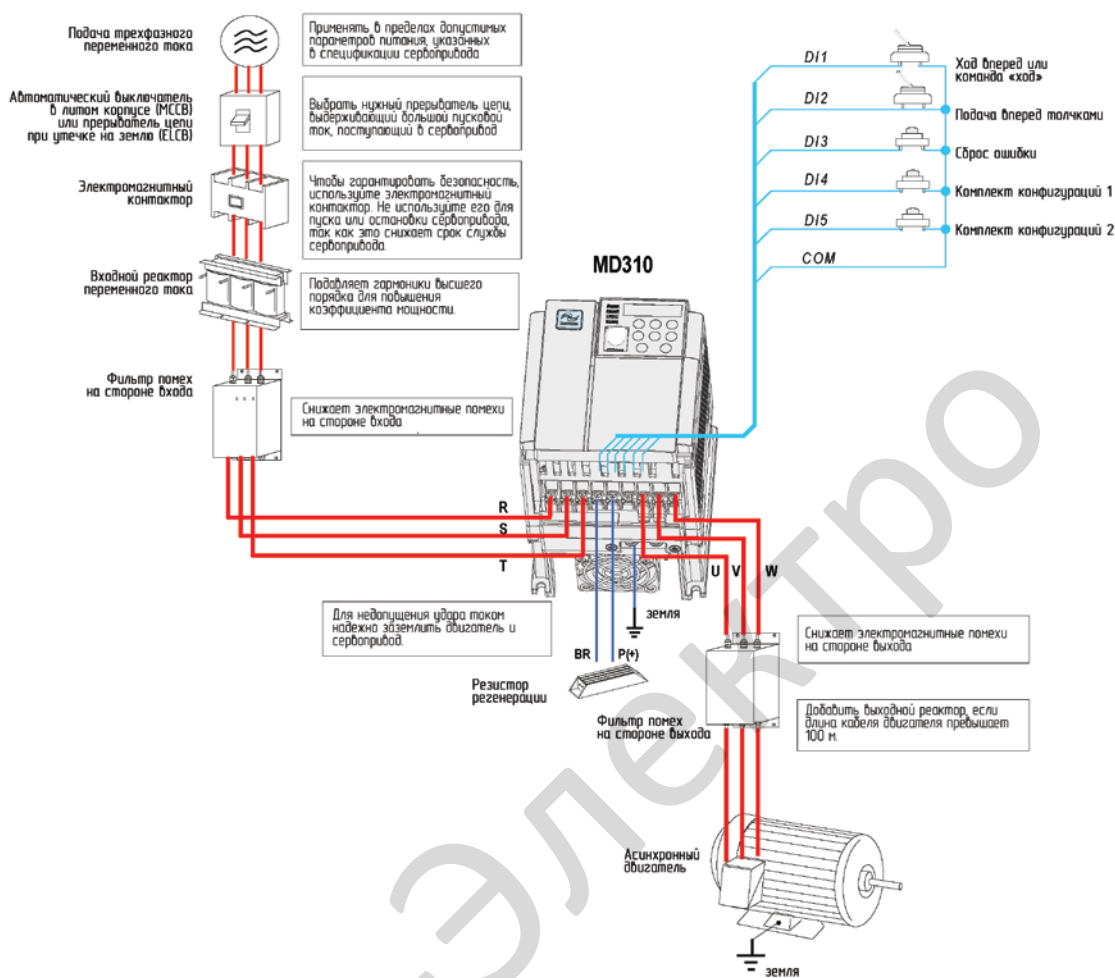 Подача трехфазного
переменного тока
Применять в пределах допустимых
параметров питания, указанных
в спецификации сервопривода
Автоматический выключатель
в литом корпусе (MCCB)
или прерыватель цепи
при утечке на землю (ELCB)
Выбрать нужный прерыватель цепи,
выдерживающий большой пусковой
ток, поступающий в сервопривод
Электромагнитный
контактор
Чтобы гарантировать безопасность,
используйте электромагнитный
контактор. Не используйте его для
пуска или остановки сервопривода,
так как это снижает срок службы
сервопривода.
Входной реактор
переменного тока
Подавляет гармоники высшего
порядка для повышения
коэффициента мощности.
Фильтр помех
на стороне входа
Снижает электромагнитные помехи
на стороне входа
DI1
Ход вперед или
команда «ход»
DI2
Подача вперед толчками
DI3
Сброс ошибки
DI4
Комплект конфигураций 1
DI5
Комплект конфигураций 2
COM
MD310
R
S
T
U V W
Для недопущения удара током
надежно заземлить двигатель и
сервопривод.
земля
BR P(+)
Резистор
регенерации
Снижает электромагнитные помехи
на стороне выхода
Фильтр помех
на стороне выхода
Добавить выходной реактор, если
длина кабеля двигателя превышает
100 м.
Асинхронный
двигатель
земля
Электро